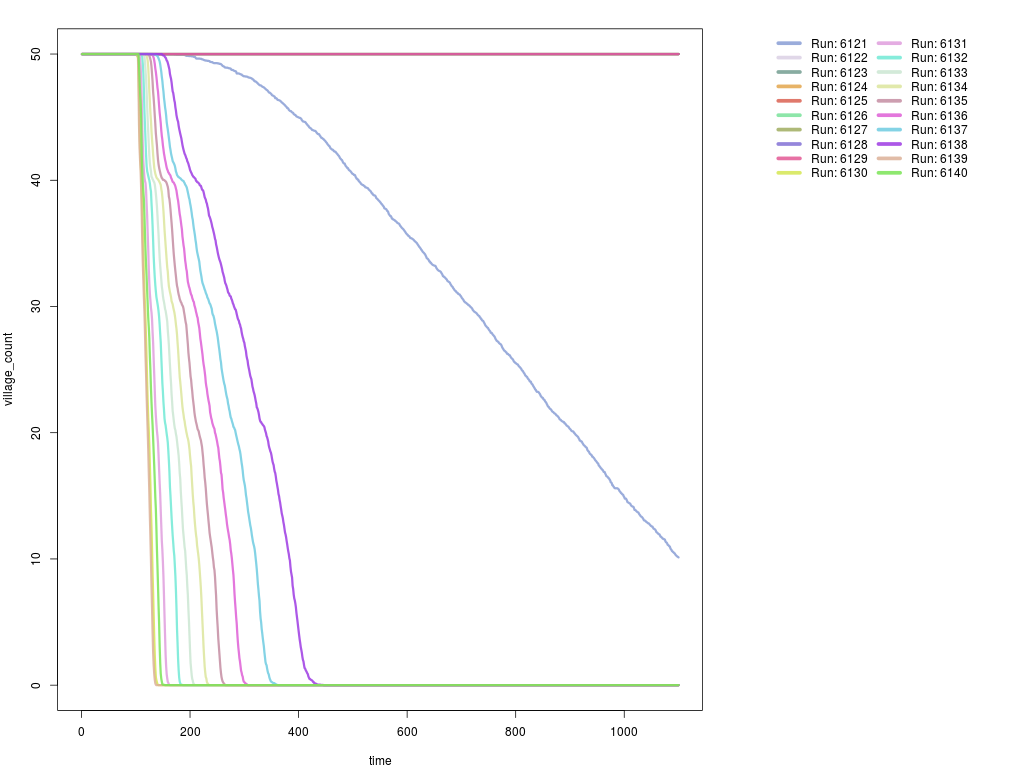 50
40
30
20
10
0
village_count
0 200 400 600 800 1000
time
Run: 6121 Run: 6131
Run: 6122 Run: 6132
Run: 6123 Run: 6133
Run: 6124 Run: 6134
Run: 6125 Run: 6135
Run: 6126 Run: 6136
Run: 6127 Run: 6137
Run: 6128 Run: 6138
Run: 6129 Run: 6139
Run: 6130 Run: 6140